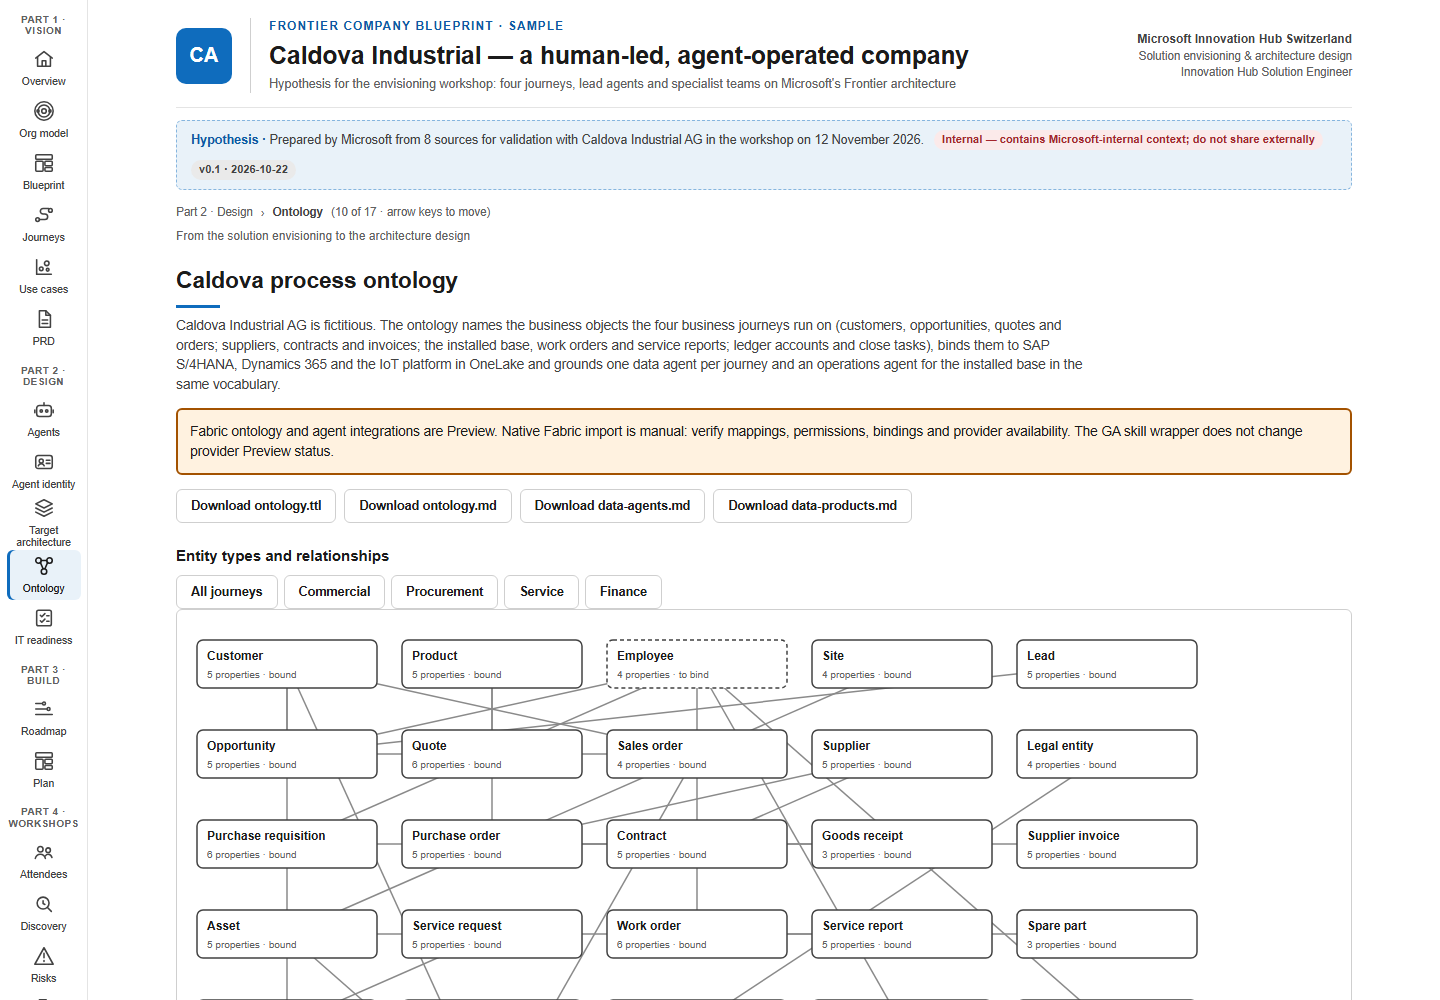 PART 1 ·
VISION
Overview
Org model
Blueprint
Journeys
Use cases
PRD
PART 2 ·
DESIGN
Agents
Agent identity
Target
architecture
Ontology
IT readiness
PART 3 ·
BUILD
Roadmap
Plan
PART 4 ·
WORKSHOPS
Attendees
Discovery
Risks
CA
FRONTIER COMPANY BLUEPRINT · SAMPLE
Caldova Industrial — a human-led, agent-operated company
Hypothesis for the envisioning workshop: four journeys, lead agents and specialist teams on Microsoft's Frontier architecture
Microsoft Innovation Hub Switzerland
Solution envisioning & architecture design
Innovation Hub Solution Engineer
Hypothesis · Prepared by Microsoft from 8 sources for validation with Caldova Industrial AG in the workshop on 12 November 2026. Internal — contains Microsoft-internal context; do not share externally
v0.1 · 2026-10-22
Part 2 · Design › Ontology (10 of 17 · arrow keys to move)
From the solution envisioning to the architecture design
Caldova process ontology
Caldova Industrial AG is fictitious. The ontology names the business objects the four business journeys run on (customers, opportunities, quotes and
orders; suppliers, contracts and invoices; the installed base, work orders and service reports; ledger accounts and close tasks), binds them to SAP
S/4HANA, Dynamics 365 and the IoT platform in OneLake and grounds one data agent per journey and an operations agent for the installed base in the
same vocabulary.
Fabric ontology and agent integrations are Preview. Native Fabric import is manual: verify mappings, permissions, bindings and provider availability. The GA skill wrapper does not change
provider Preview status.
Download ontology.ttl
Download ontology.md
Download data-agents.md
Download data-products.md
Entity types and relationships
All journeys
Commercial
Procurement
Service
Finance
Customer
5 properties · bound
Product
5 properties · bound
Employee
4 properties · to bind
Site
4 properties · bound
Lead
5 properties · bound
Opportunity
5 properties · bound
Quote
6 properties · bound
Sales order
4 properties · bound
Supplier
5 properties · bound
Legal entity
4 properties · bound
Purchase requisition
6 properties · bound
Purchase order
5 properties · bound
Contract
5 properties · bound
Goods receipt
3 properties · bound
Supplier invoice
5 properties · bound
Asset
5 properties · bound
Service request
5 properties · bound
Work order
6 properties · bound
Service report
5 properties · bound
Spare part
3 properties · bound